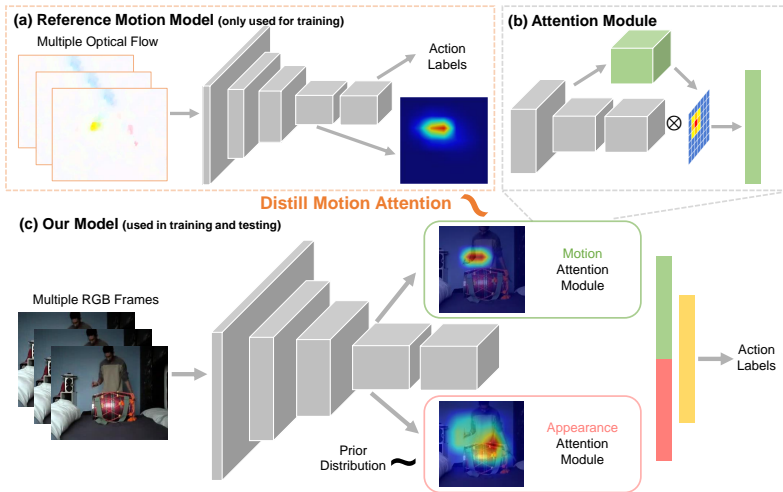 (a) Reference Motion Model (only used for training)
Multiple Optical Flow
Action
Labels
(b) Attention Module
⊗
Distill Motion Attention ~
(c) Our Model (used in training and testing)
Multiple RGB Frames
Motion
Attention
Module
Appearance
Attention
Module
Prior
Distribution ~
Action
Labels